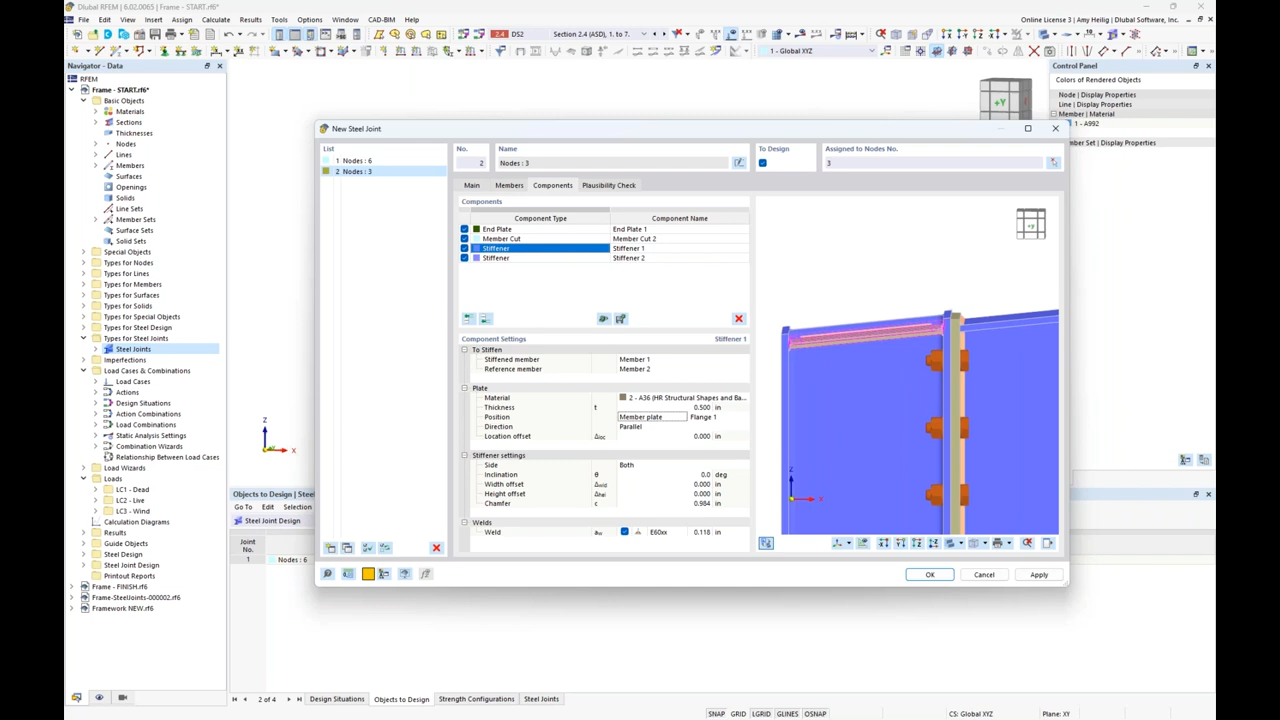 Dlubal RFEM | 6.02.0065 | Frame - START.rf6*
File Edit View Insert Assign Calculate Results Tools Options Window CAD-BIM Help
Online License 3 | Amy Heilig | Dlubal Software, Inc.
2.4 DS2 Section 2.4 (ASD), 1. to 7.
1 - Global XYZ
Navigator - Data
RFEM
Frame - START.rf6*
Basic Objects
Materials
Sections
Thicknesses
Nodes
Lines
Members
Surfaces
Openings
Solids
Line Sets
Member Sets
Surface Sets
Solid Sets
Special Objects
Types for Nodes
Types for Lines
Types for Members
Types for Surfaces
Types for Solids
Types for Special Objects
Types for Steel Design
Types for Steel Joints
Steel Joints
Imperfections
Load Cases & Combinations
Load Cases
Actions
Design Situations
Action Combinations
Load Combinations
Static Analysis Settings
Combination Wizards
Relationship Between Load Cases
Load Wizards
Loads
LC1 - Dead
LC2 - Live
LC3 - Wind
Calculation Diagrams
Results
Guide Objects
Steel Design
Steel Joint Design
Printout Reports
Frame - FINISH.rf6
Frame-SteelJoints-000002.rf6
Framework NEW.rf6
Z
X
+Y
Control Panel
Colors of Rendered Objects
Node | Display Properties
Line | Display Properties
Member | Material
1 - A992
mber Set | Display Properties
New Steel Joint
List
1 Nodes : 6
2 Nodes : 3
No.
2
Name
Nodes : 3
To Design
Assigned to Nodes No.
3
Main Members Components Plausibility Check
Components
Component Type Component Name
End Plate End Plate 1
Member Cut Member Cut 2
Stiffener Stiffener 1
Stiffener Stiffener 2
Component Settings Stiffener 1
To Stiffen
Stiffened member Member 1
Reference member Member 2
Plate
Material 2 - A36 (HR Structural Shapes and Ba...
Thickness t 0.500 in
Position Member plate Flange 1
Direction Parallel
Location offset Δloc 0.000 in
Stiffener settings
Side Both
Inclination θ 0.0 deg
Width offset Δwid 0.000 in
Height offset Δhei 0.000 in
Chamfer c 0.984 in
Welds
Weld aw E60xx 0.118 in
+Y
Z
X
OK Cancel Apply
Objects to Design | Steel
Go To Edit Selection
Steel Joint Design
Joint
No.
1 Nodes : 6
2 of 4 Design Situations Objects to Design Strength Configurations Steel Joints
SNAP GRID LGRID GLINES OSNAP CS: Global XYZ Plane: XY